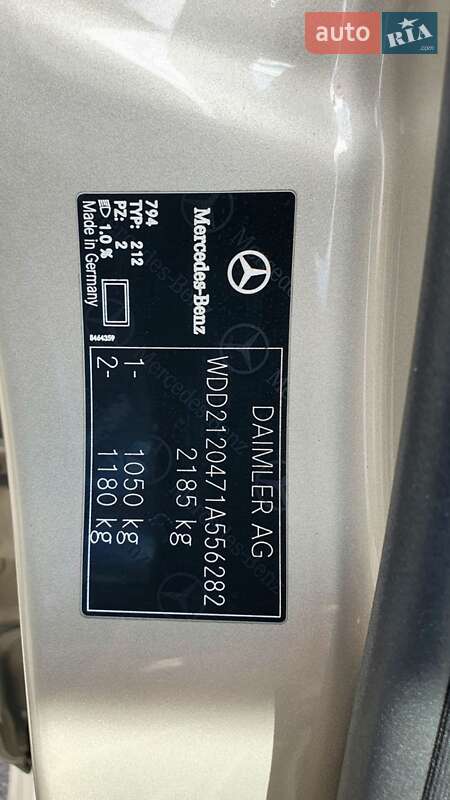 auto RIA.com
Mercedes-Benz
794
TYP: 212
PZ: 2
1.0 %
Made in Germany
8464359
DAIMLER AG
WDD2120471A556282
2185 kg
1- 1050 kg
2- 1180 kg